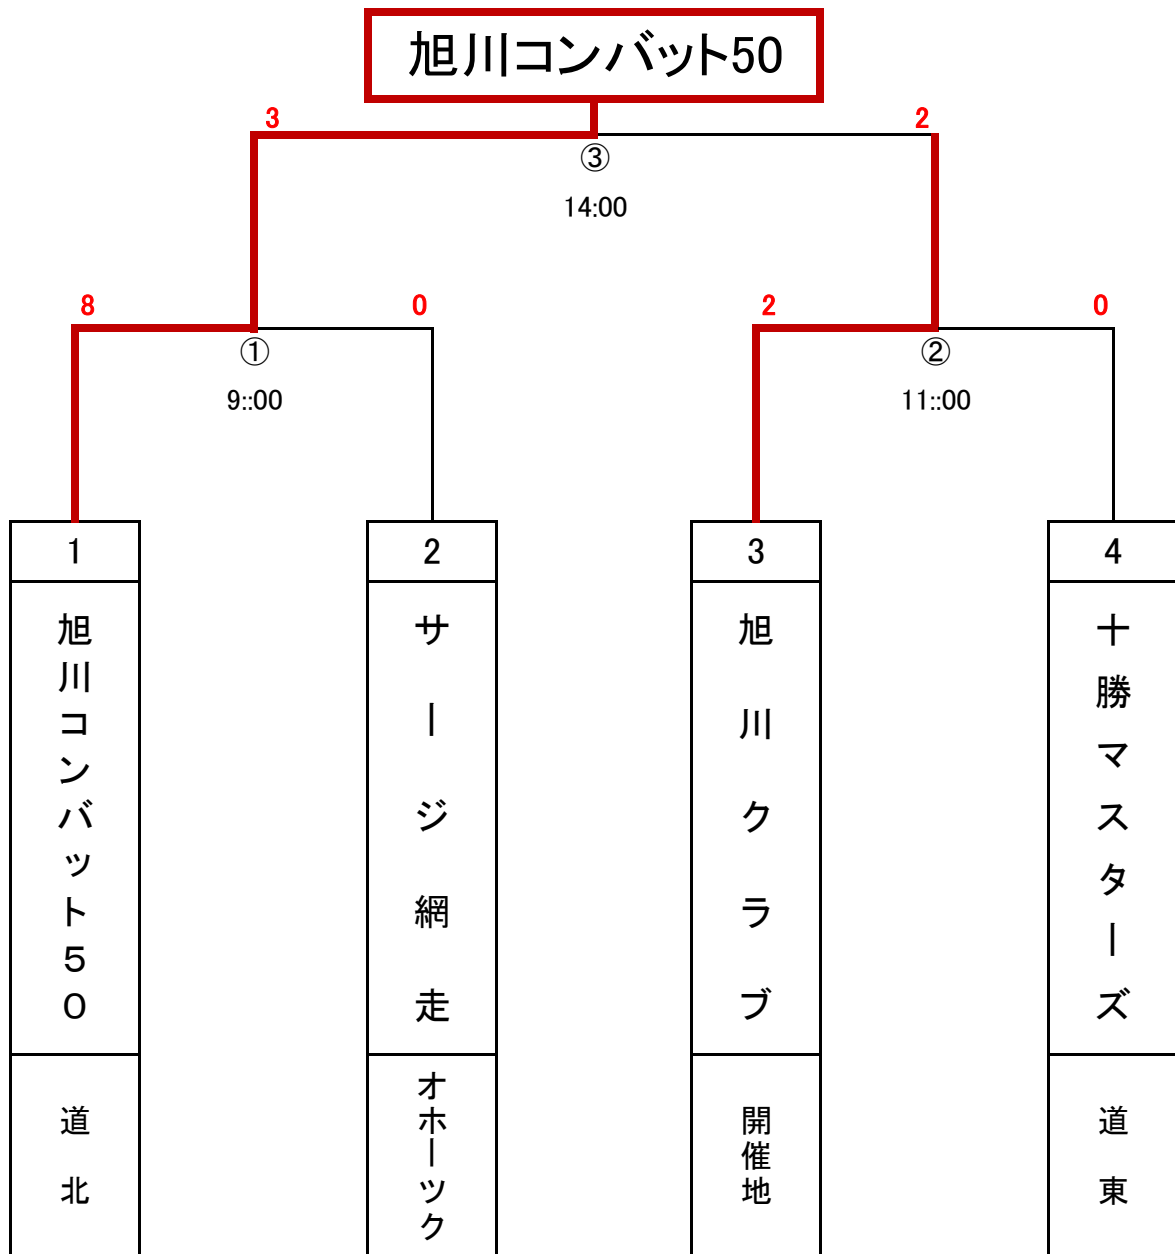 旭川コンバット50
3
2
③
14:00
8
0
2
0
①
②
9::00
11::00
1
2
3
4
旭川コンバット５０
サージ網走
旭川クラブ
十勝マスターズ
道北
オホーツク
開催地
道東